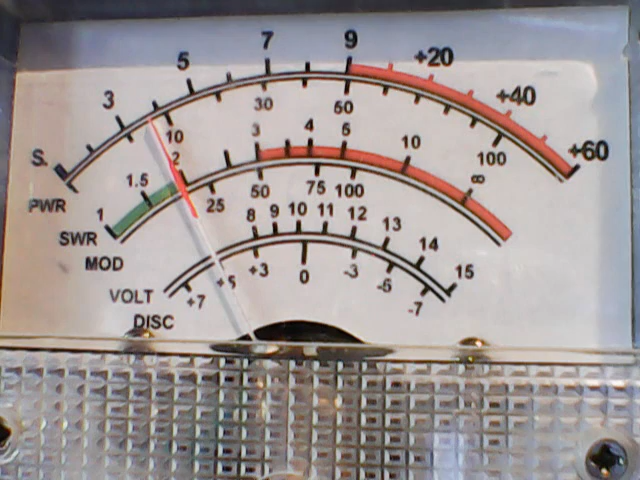 S. 3 5 7 9 +20 +40 +60
PWR 10 30 50 100
SWR 1 1.5 2 3 4 5 10 ∞
MOD 25 50 75 100
VOLT 8 9 10 11 12 13 14 15
DISC +7 +5 +3 0 -3 -5 -7